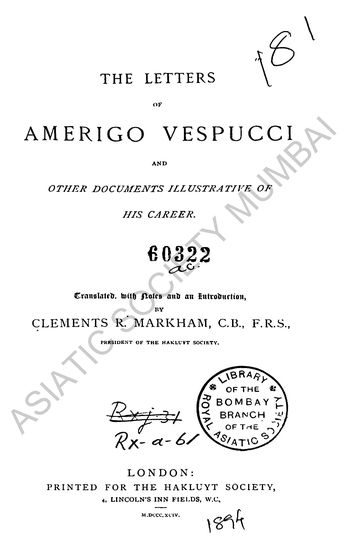 181
THE LETTERS
OF
AMERIGO VESPUCCI
AND
OTHER DOCUMENTS ILLUSTRATIVE OF
HIS CAREER.
60322
Translated, with Notes and an Introduction,
BY
CLEMENTS R. MARKHAM, C.B., F.R.S.,
PRESIDENT OF THE HAKLUYT SOCIETY.
ASIATIC SOCIETY MUMBAI
LIBRARY
OF THE
BOMBAY
BRANCH
OF THE
ROYAL ASIATIC SOCIETY
Rx-a-61
LONDON:
PRINTED FOR THE HAKLUYT SOCIETY,
4, LINCOLN'S INN FIELDS, W.C.
M.DCCC.XCIV.
1894